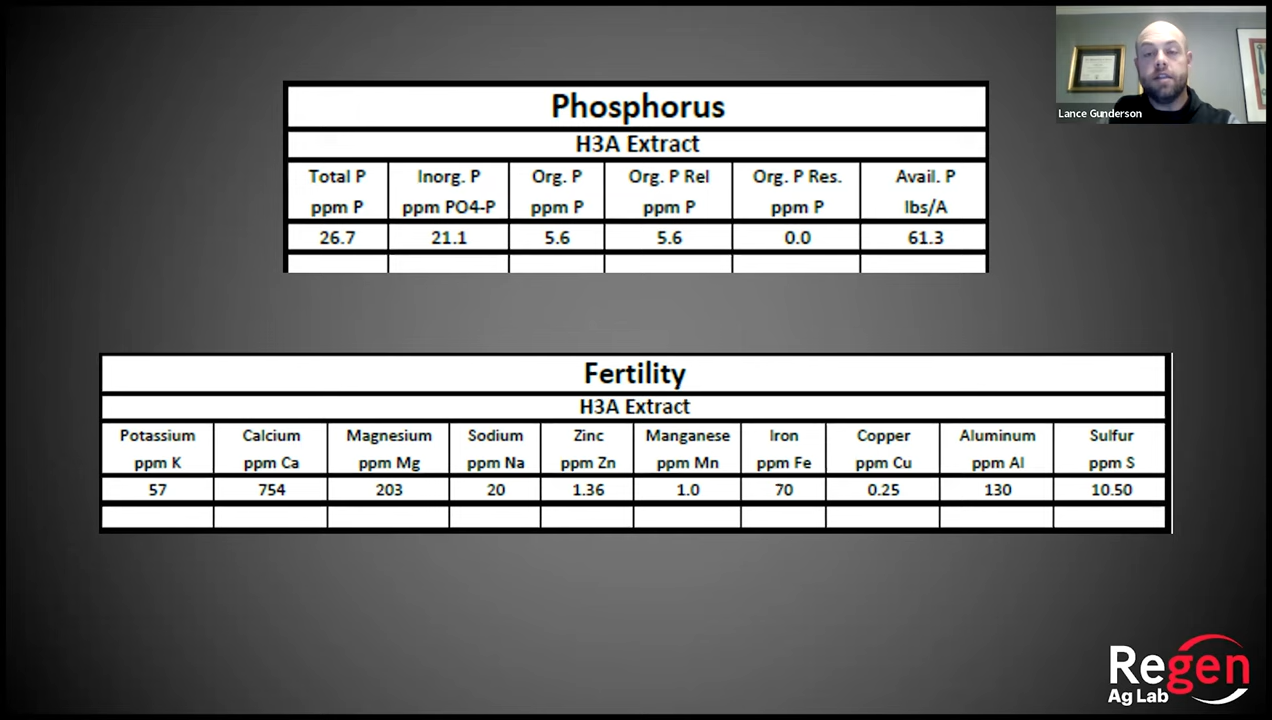 Lance Gunderson
Phosphorus
H3A Extract
Total P Inorg. P Org. P Org. P Rel Org. P Res. Avail. P
ppm P ppm PO4-P ppm P ppm P ppm P lbs/A
26.7 21.1 5.6 5.6 0.0 61.3
Fertility
H3A Extract
Potassium Calcium Magnesium Sodium Zinc Manganese Iron Copper Aluminum Sulfur
ppm K ppm Ca ppm Mg ppm Na ppm Zn ppm Mn ppm Fe ppm Cu ppm Al ppm S
57 754 203 20 1.36 1.0 70 0.25 130 10.50
Regen
Ag Lab